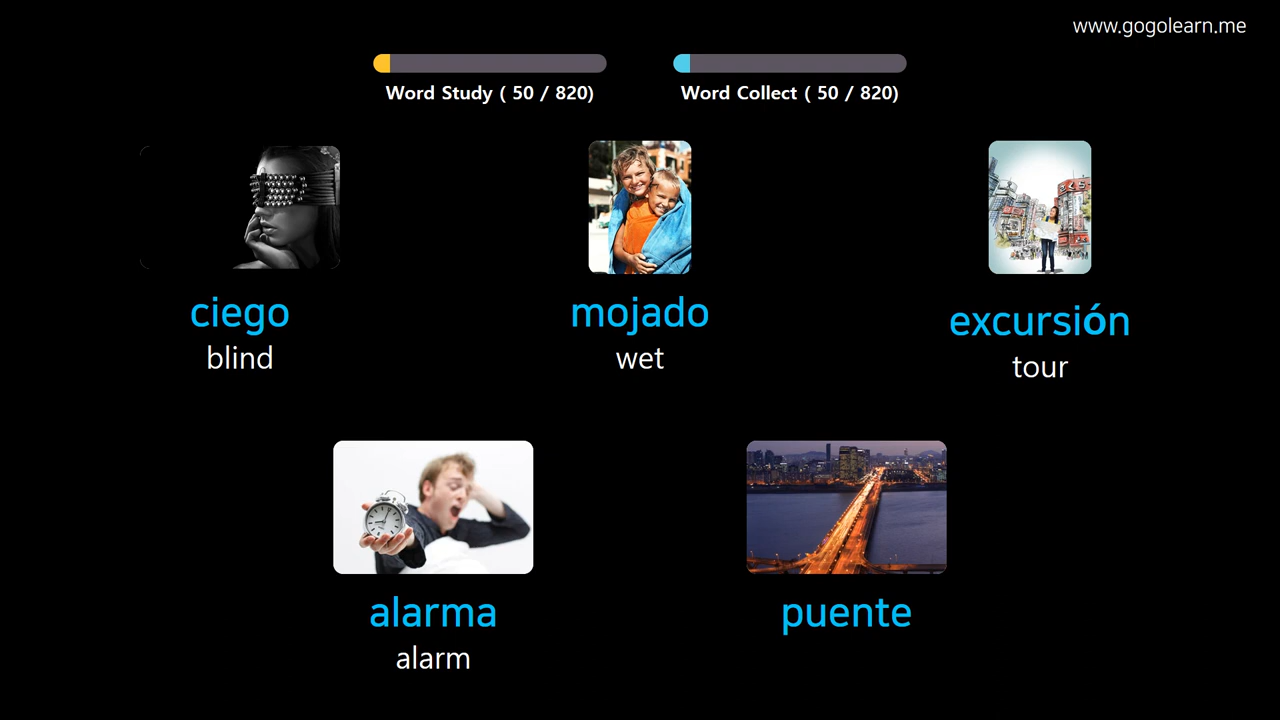 www.gogolearn.me
Word Study ( 50 / 820)
Word Collect ( 50 / 820)
ciego
blind
mojado
wet
excursión
tour
alarma
alarm
puente